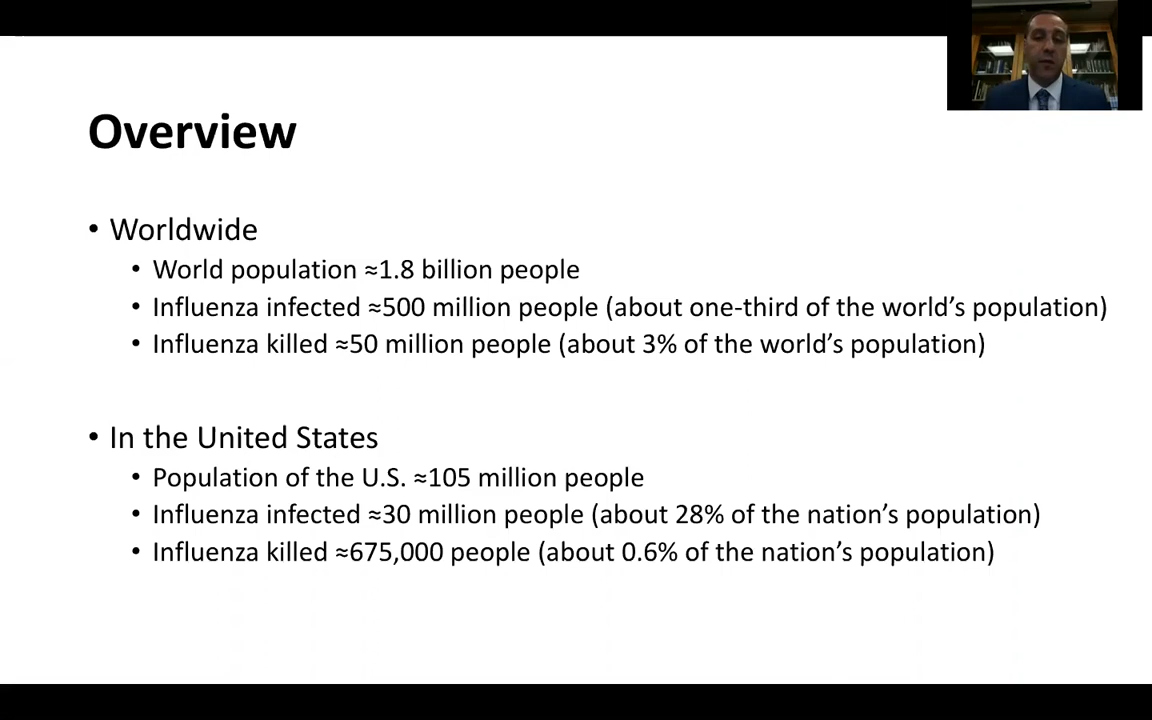 Overview
• Worldwide
• World population ≈1.8 billion people
• Influenza infected ≈500 million people (about one-third of the world’s population)
• Influenza killed ≈50 million people (about 3% of the world’s population)
• In the United States
• Population of the U.S. ≈105 million people
• Influenza infected ≈30 million people (about 28% of the nation’s population)
• Influenza killed ≈675,000 people (about 0.6% of the nation’s population)